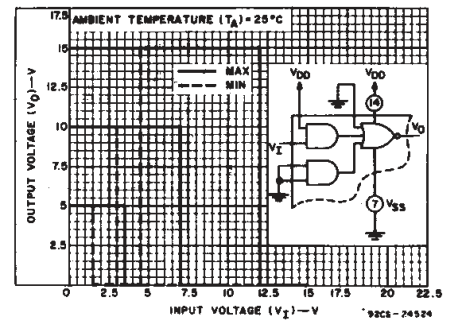 AMBIENT TEMPERATURE (TA)=25°C
17.5
15
12.5
10
7.5
5
2.5
0
OUTPUT VOLTAGE (VO)—V
MAX
MIN
VDD
VDD
14
VI
VO
7
VSS
0 2.5 5 7.5 10 12.5 15 17.5 20 22.5
INPUT VOLTAGE (VI)—V
92CS-24524